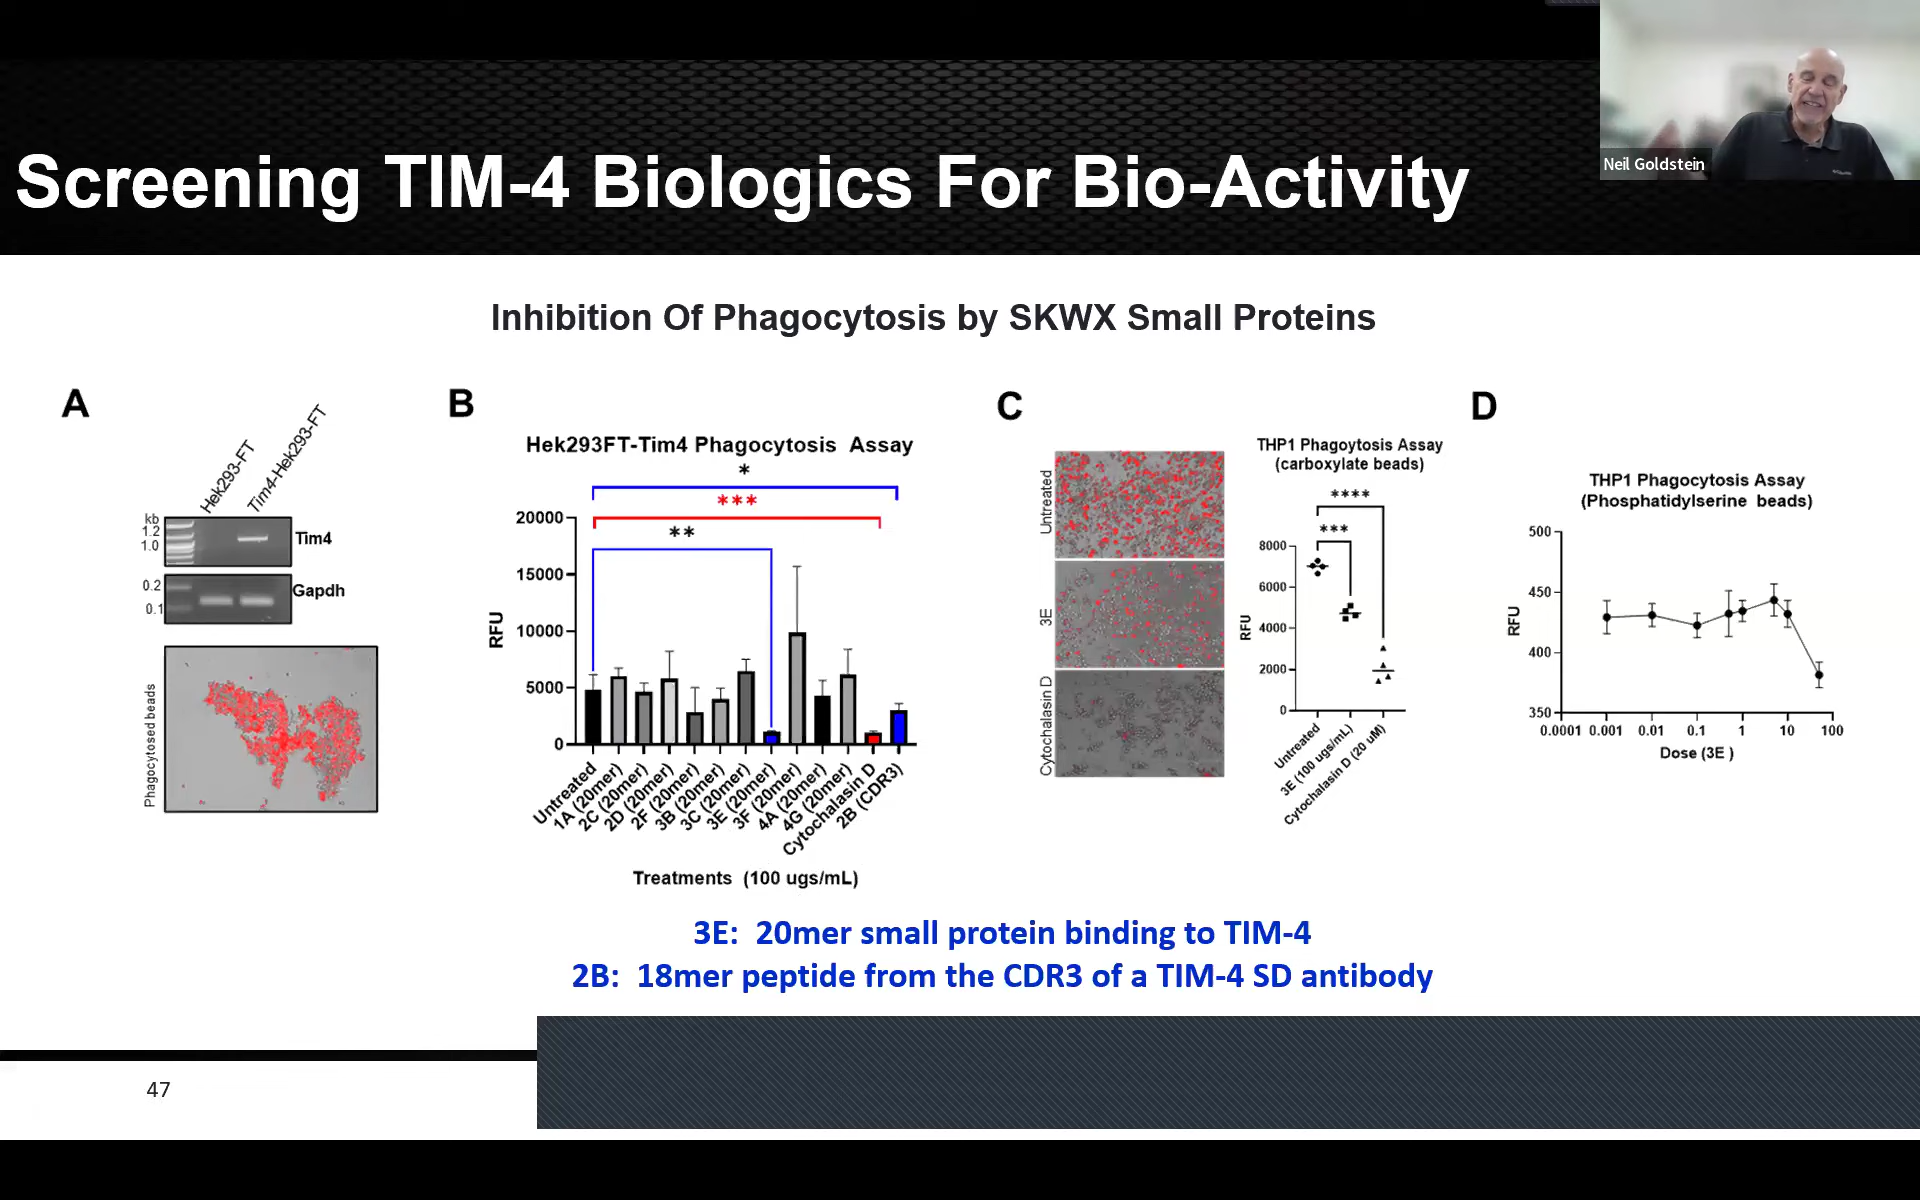 Neil Goldstein
Screening TIM-4 Biologics For Bio-Activity
Inhibition Of Phagocytosis by SKWX Small Proteins
A
Hek293-FT
Tim4-Hek293-FT
kb
1.2
1.0
Tim4
0.2
0.1
Gapdh
Phagocytosed beads
B
Hek293FT-Tim4 Phagocytosis Assay
*
***
**
20000
15000
10000
5000
0
RFU
Untreated
1A (20mer)
2C (20mer)
2D (20mer)
2F (20mer)
3B (20mer)
3C (20mer)
3E (20mer)
3F (20mer)
4A (20mer)
4G (20mer)
Cytochalasin D
2B (CDR3)
Treatments (100 ugs/mL)
C
Untreated
3E
Cytochalasin D
THP1 Phagoytosis Assay
(carboxylate beads)
****
***
8000
6000
4000
2000
0
RFU
Untreated
3E (100 ugs/mL)
Cytochalasin D (20 uM)
D
THP1 Phagocytosis Assay
(Phosphatidylserine beads)
500
450
400
350
RFU
0.0001 0.001 0.01 0.1 1 10 100
Dose (3E )
3E: 20mer small protein binding to TIM-4
2B: 18mer peptide from the CDR3 of a TIM-4 SD antibody
47